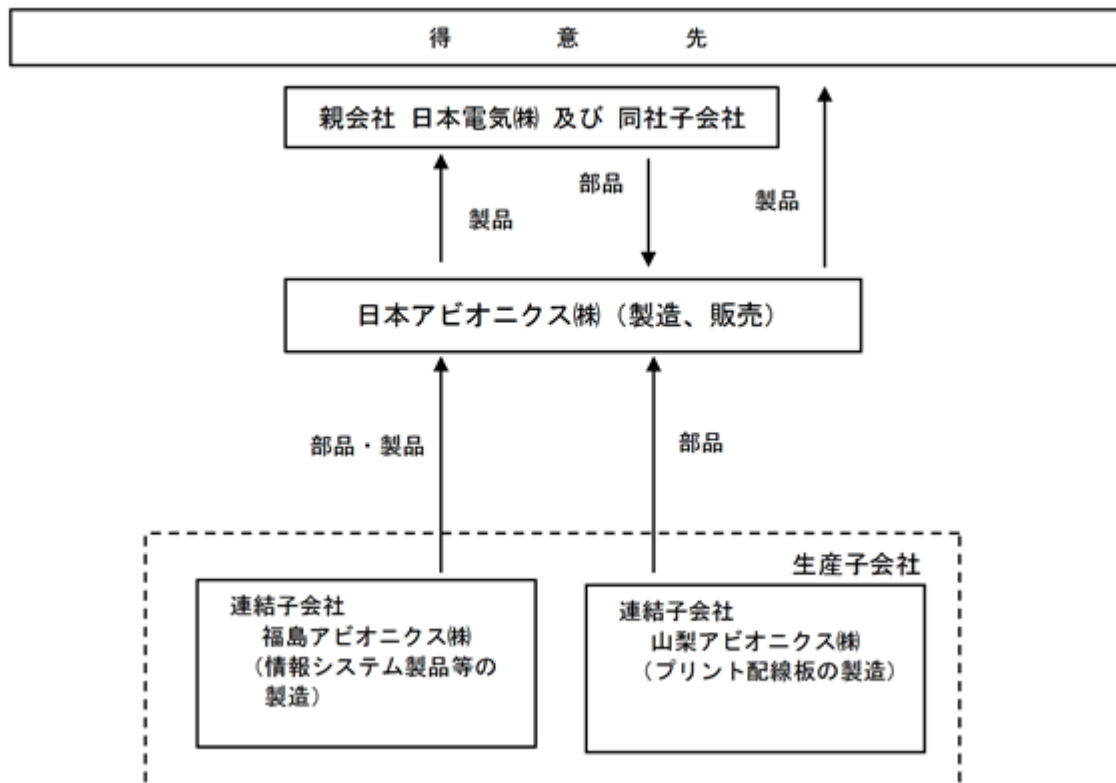 得 意 先
親会社 日本電気㈱ 及び 同社子会社
部品
製品
製品
日本アビオニクス㈱（製造、販売）
部品・製品
部品
生産子会社
連結子会社
福島アビオニクス㈱
（情報システム製品等の
製造）
連結子会社
山梨アビオニクス㈱
（プリント配線板の製造）